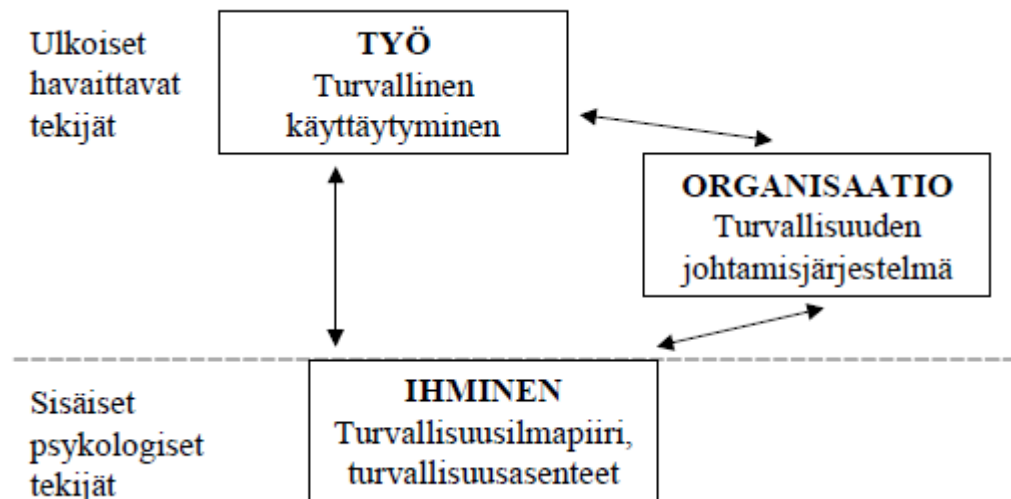 Ulkoiset
havaittavat
tekijät
TYÖ
Turvallinen
käyttäytyminen
ORGANISAATIO
Turvallisuuden
johtamisjärjestelmä
Sisäiset
psykologiset
tekijät
IHMINEN
Turvallisuusilmapiiri,
turvallisuusasenteet